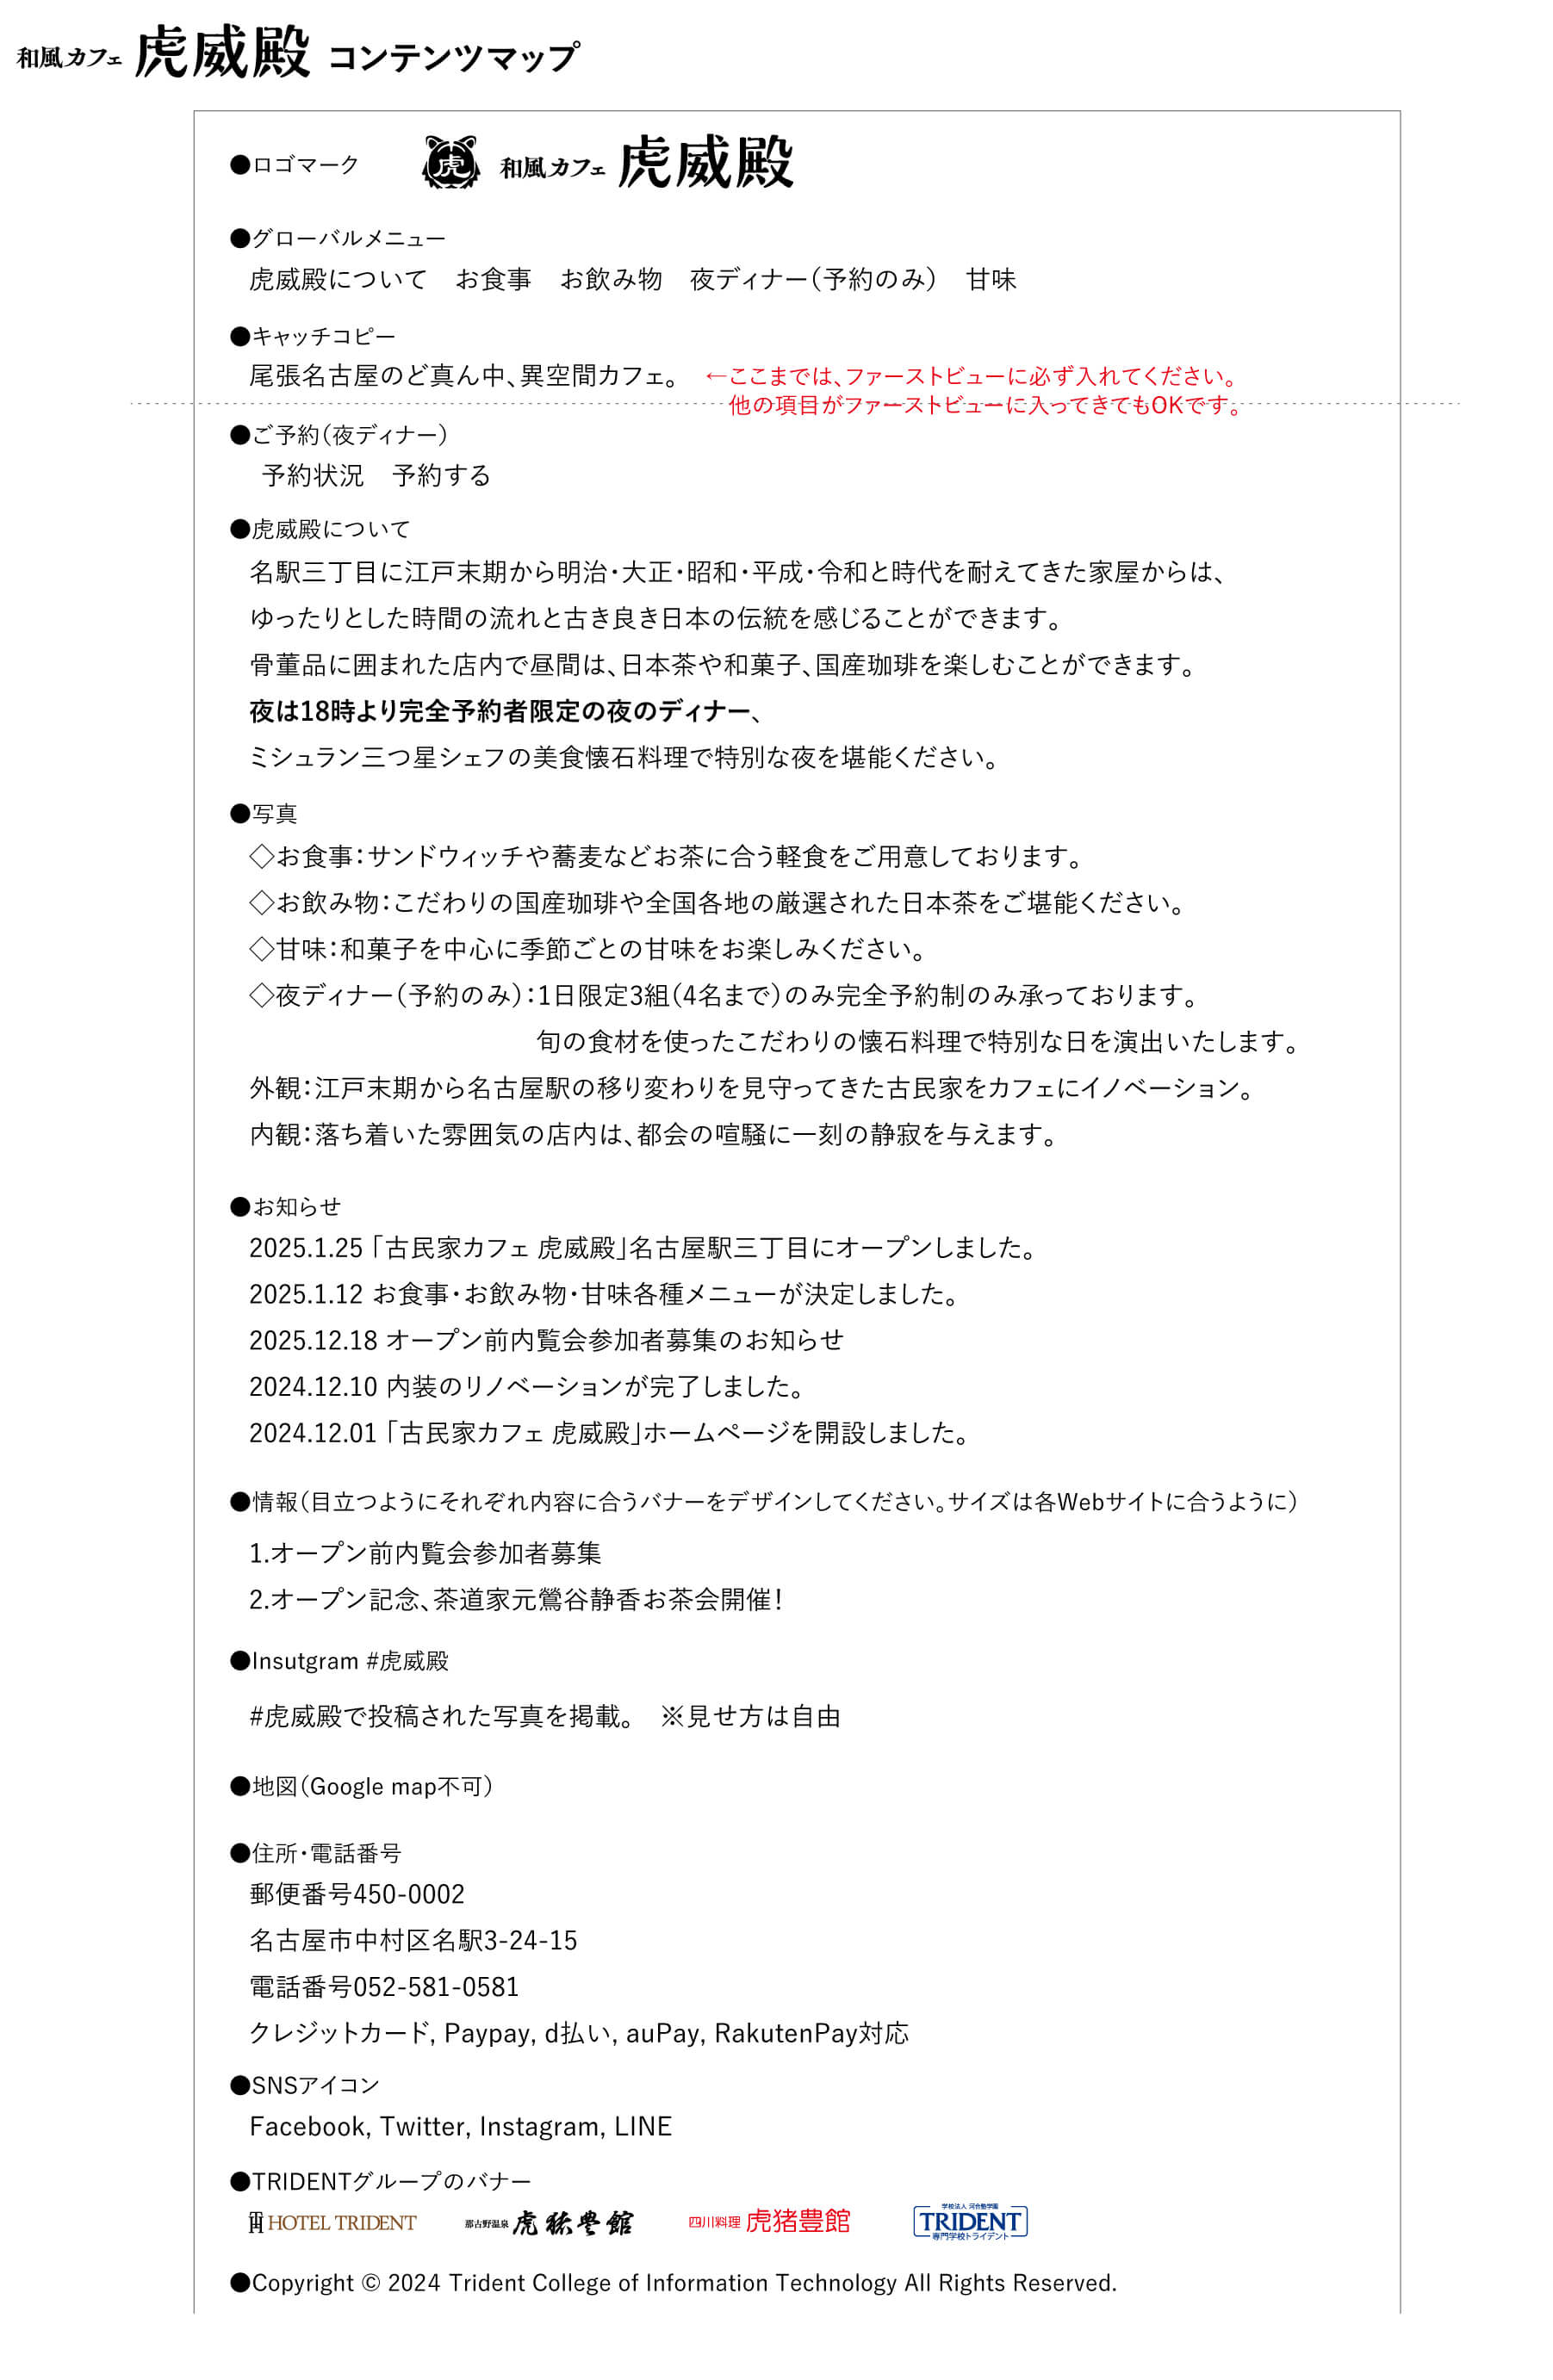 和風カフェ 虎威殿 コンテンツマップ
●ロゴマーク 虎 和風カフェ 虎威殿
●グローバルメニュー
虎威殿について　お食事　お飲み物　夜ディナー（予約のみ）　甘味
●キャッチコピー
尾張名古屋のど真ん中、異空間カフェ。　←ここまでは、ファーストビューに必ず入れてください。
他の項目がファーストビューに入ってきてもOKです。
●ご予約（夜ディナー）
予約状況　予約する
●虎威殿について
名駅三丁目に江戸末期から明治・大正・昭和・平成・令和と時代を耐えてきた家屋からは、
ゆったりとした時間の流れと古き良き日本の伝統を感じることができます。
骨董品に囲まれた店内で昼間は、日本茶や和菓子、国産珈琲を楽しむことができます。
夜は18時より完全予約者限定の夜のディナー、
ミシュラン三つ星シェフの美食懐石料理で特別な夜を堪能ください。
●写真
◇お食事：サンドウィッチや蕎麦などお茶に合う軽食をご用意しております。
◇お飲み物：こだわりの国産珈琲や全国各地の厳選された日本茶をご堪能ください。
◇甘味：和菓子を中心に季節ごとの甘味をお楽しみください。
◇夜ディナー（予約のみ）：1日限定3組（4名まで）のみ完全予約制のみ承っております。
旬の食材を使ったこだわりの懐石料理で特別な日を演出いたします。
外観：江戸末期から名古屋駅の移り変わりを見守ってきた古民家をカフェにイノベーション。
内観：落ち着いた雰囲気の店内は、都会の喧騒に一刻の静寂を与えます。
●お知らせ
2025.1.25「古民家カフェ 虎威殿」名古屋駅三丁目にオープンしました。
2025.1.12 お食事・お飲み物・甘味各種メニューが決定しました。
2025.12.18 オープン前内覧会参加者募集のお知らせ
2024.12.10 内装のリノベーションが完了しました。
2024.12.01「古民家カフェ 虎威殿」ホームページを開設しました。
●情報（目立つようにそれぞれ内容に合うバナーをデザインしてください。サイズは各Webサイトに合うように）
1.オープン前内覧会参加者募集
2.オープン記念、茶道家元鶯谷静香お茶会開催！
●Insutgram #虎威殿
#虎威殿で投稿された写真を掲載。　※見せ方は自由
●地図（Google map不可）
●住所・電話番号
郵便番号450-0002
名古屋市中村区名駅3-24-15
電話番号052-581-0581
クレジットカード, Paypay, d払い, auPay, RakutenPay対応
●SNSアイコン
Facebook, Twitter, Instagram, LINE
●TRIDENTグループのバナー
HOTEL TRIDENT 那古野温泉 虎 豊館 四川料理 虎猪豊館 学校法人 河合塾学園 TRIDENT 専門学校トライデント
●Copyright © 2024 Trident College of Information Technology All Rights Reserved.